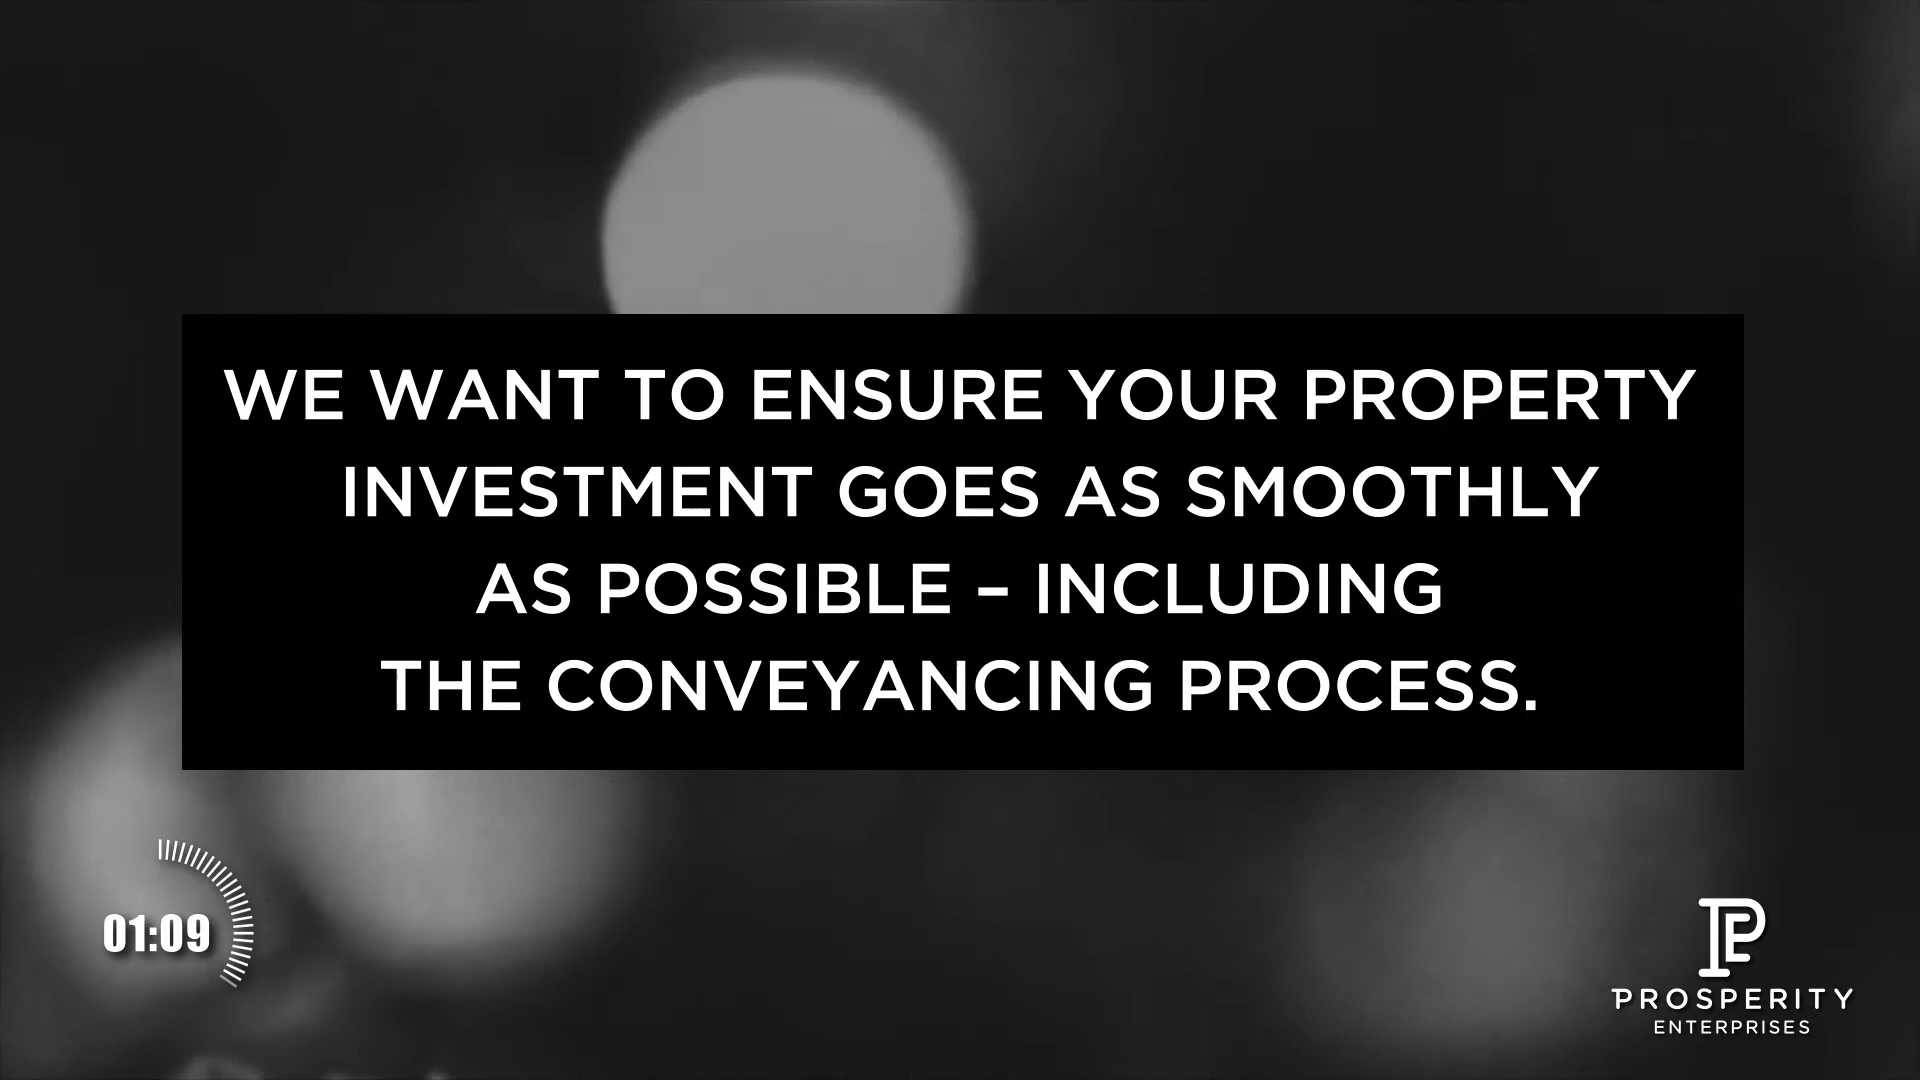 WE WANT TO ENSURE YOUR PROPERTY
INVESTMENT GOES AS SMOOTHLY
AS POSSIBLE – INCLUDING
THE CONVEYANCING PROCESS.
01:09
PROSPERITY
ENTERPRISES